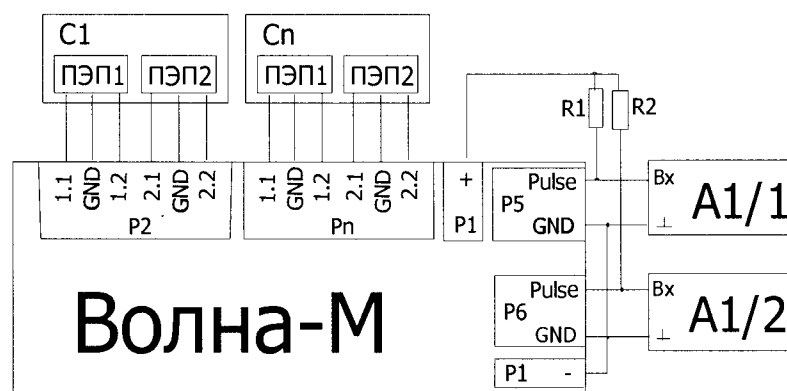 C1
Cn
ПЭП1
ПЭП2
ПЭП1
ПЭП2
R1
R2
1.1
GND
1.2
2.1
GND
2.2
P2
1.1
GND
1.2
2.1
GND
2.2
Pn
+
P1
Pulse
P5
GND
Вх
⊥
A1/1
Pulse
P6
GND
Вх
⊥
A1/2
P1 -
Волна-М